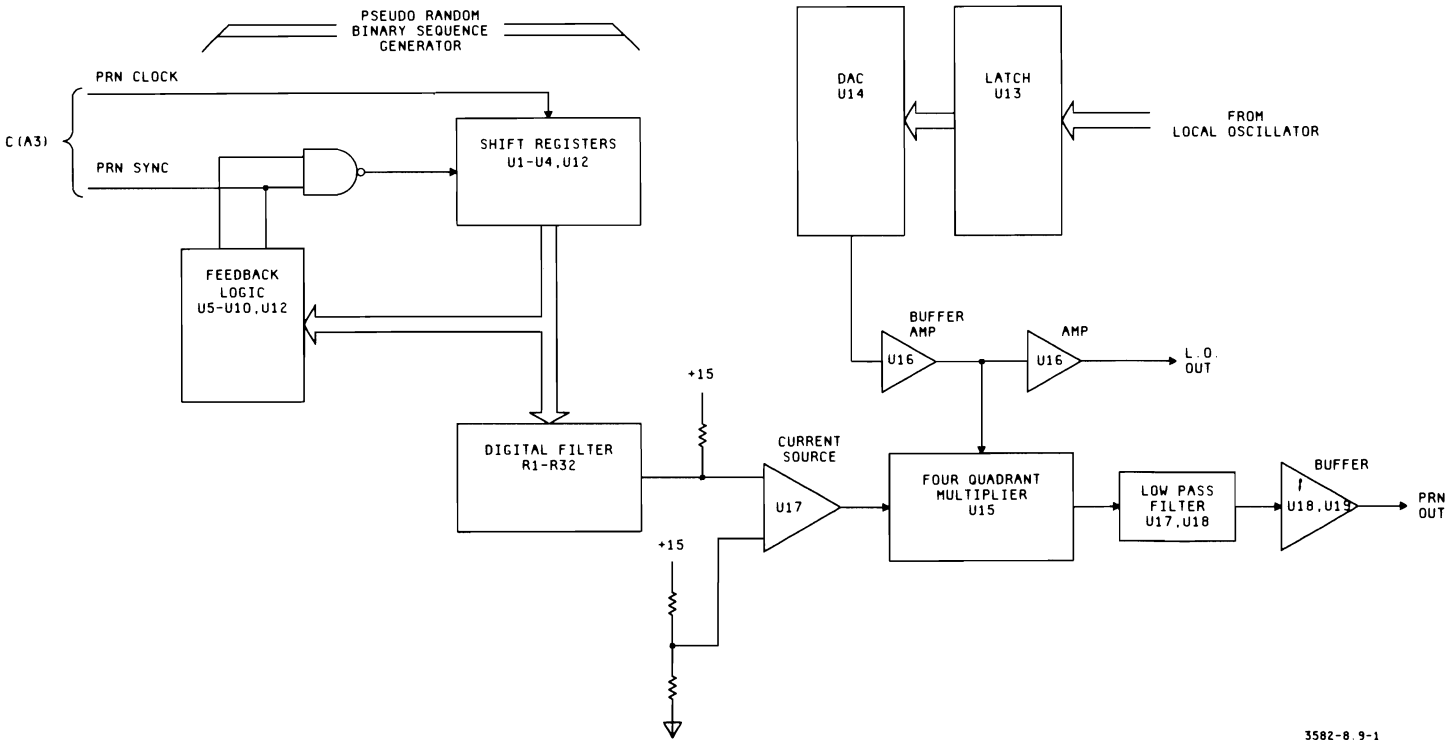 PSEUDO RANDOM
BINARY SEQUENCE
GENERATOR
PRN CLOCK
C(A3)
PRN SYNC
SHIFT REGISTERS
U1-U4,U12
FEEDBACK
LOGIC
U5-U10,U12
DIGITAL FILTER
R1-R32
+15
+15
CURRENT
SOURCE
U17
DAC
U14
LATCH
U13
FROM
LOCAL OSCILLATOR
BUFFER
AMP
U16
AMP
U16
L.O.
OUT
FOUR QUADRANT
MULTIPLIER
U15
LOW PASS
FILTER
U17,U18
BUFFER
U18,U19
PRN
OUT
3582-8.9-1